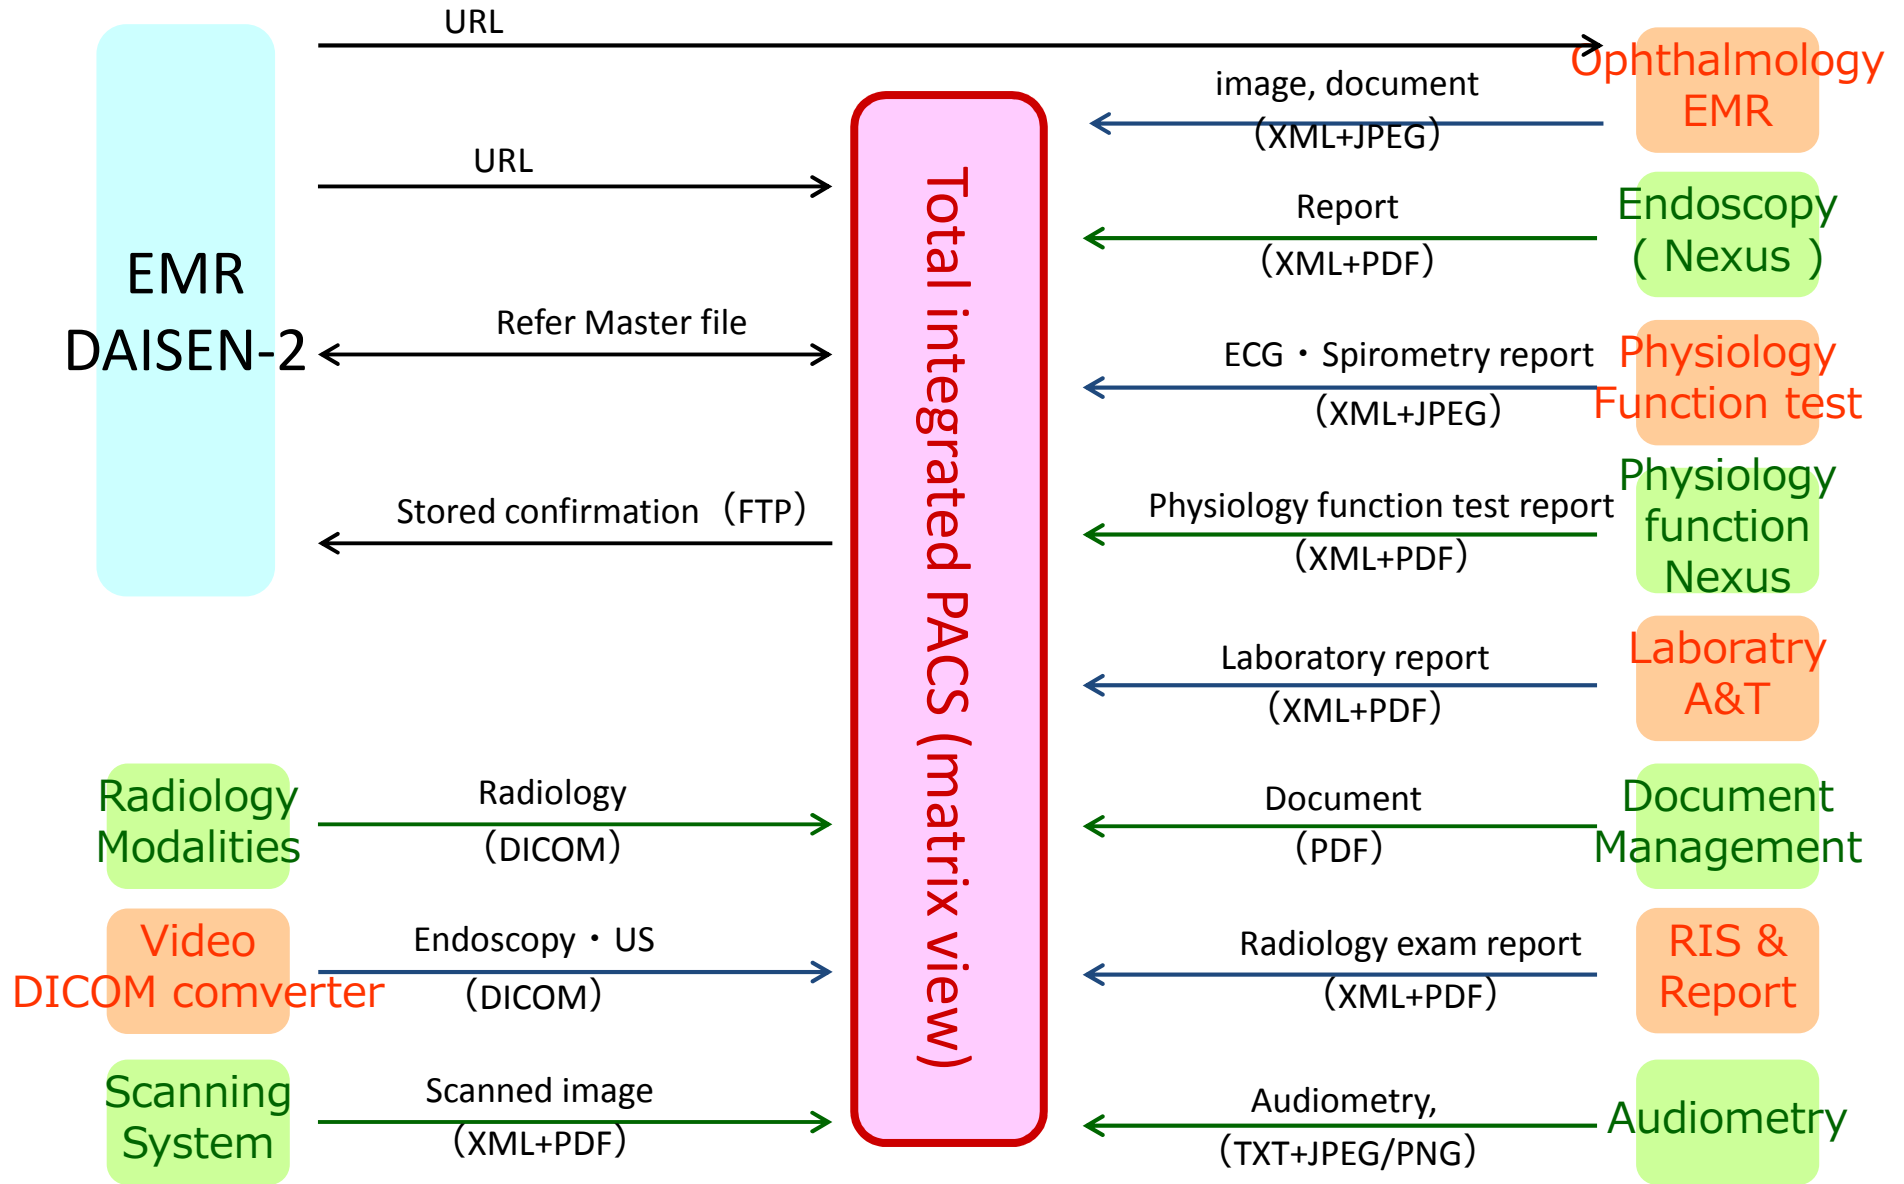 URL
Ophthalmology
EMR
image, document
（XML+JPEG）
URL
EMR
DAISEN-2
Refer Master file
Stored confirmation（FTP）
Total integrated PACS (matrix view)
Report
（XML+PDF）
Endoscopy
( Nexus )
ECG・Spirometry report
（XML+JPEG）
Physiology
Function test
Physiology function test report
（XML+PDF）
Physiology
function
Nexus
Laboratory report
（XML+PDF）
Laboratry
A&T
Radiology
Modalities
Radiology
（DICOM）
Document
（PDF）
Document
Management
Video
DICOM comverter
Endoscopy・US
（DICOM）
Radiology exam report
（XML+PDF）
RIS &
Report
Scanning
System
Scanned image
（XML+PDF）
Audiometry,
（TXT+JPEG/PNG）
Audiometry